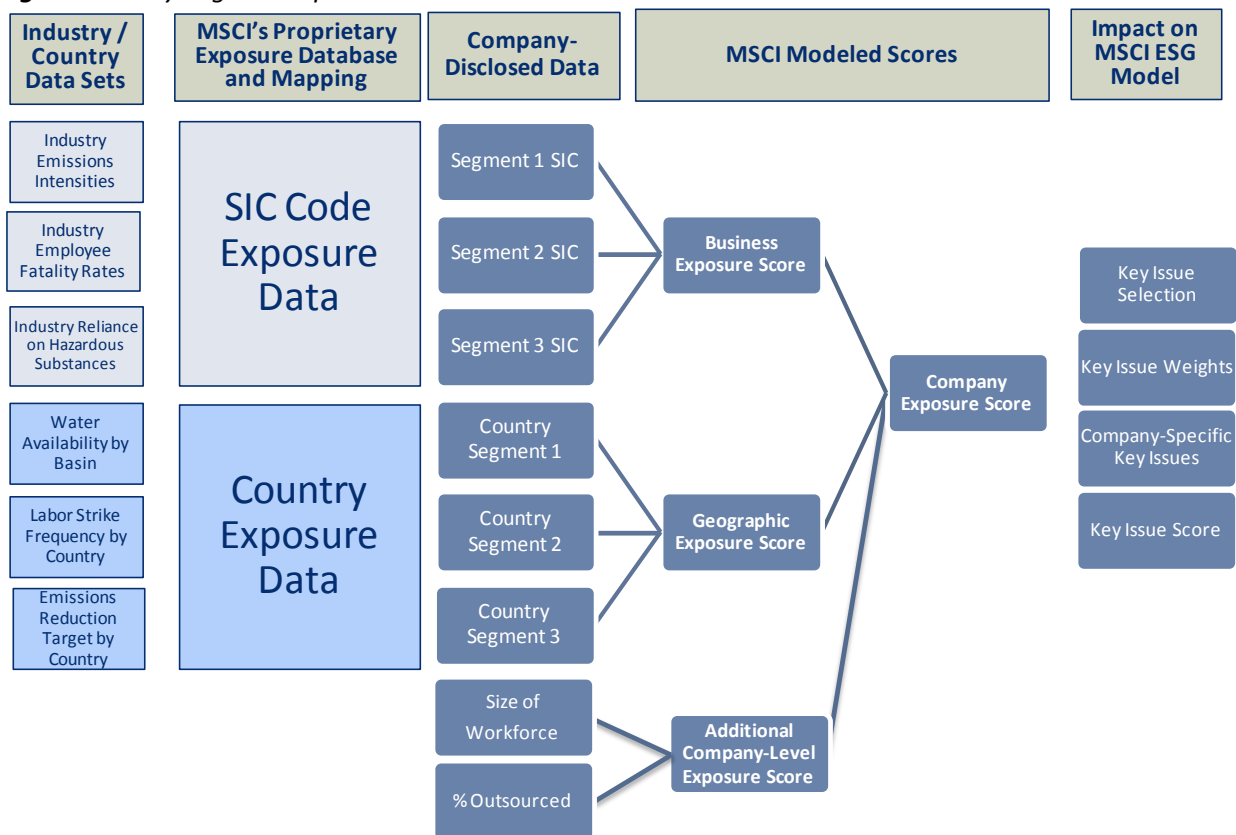 Industry /
Country
Data Sets
MSCI's Proprietary
Exposure Database
and Mapping
Company-
Disclosed Data
MSCI Modeled Scores
Impact on
MSCI ESG
Model
Industry
Emissions
Intensities
Industry
Employee
Fatality Rates
Industry Reliance
on Hazardous
Substances
Water
Availability by
Basin
Labor Strike
Frequency by
Country
Emissions
Reduction
Target by
Country
SIC Code
Exposure
Data
Country
Exposure
Data
Segment 1 SIC
Segment 2 SIC
Segment 3 SIC
Country
Segment 1
Country
Segment 2
Country
Segment 3
Size of
Workforce
% Outsourced
Business
Exposure Score
Geographic
Exposure Score
Additional
Company-Level
Exposure Score
Company
Exposure Score
Key Issue
Selection
Key Issue Weights
Company-Specific
Key Issues
Key Issue Score